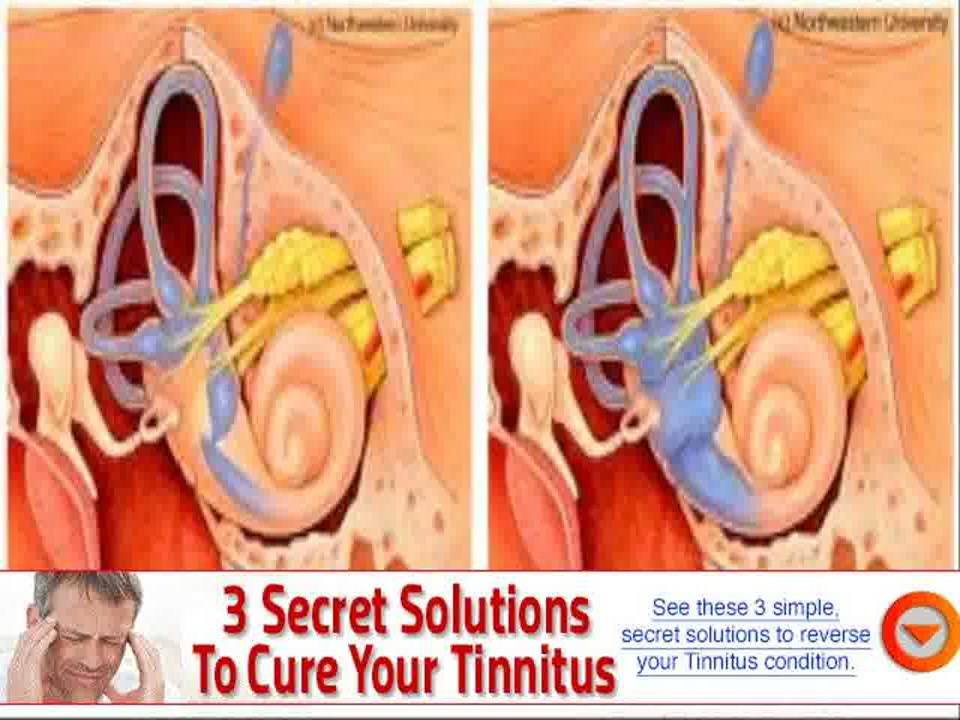 (c) Northwestern University
(c) Northwestern University
3 Secret Solutions
To Cure Your Tinnitus
See these 3 simple,
secret solutions to reverse
your Tinnitus condition.